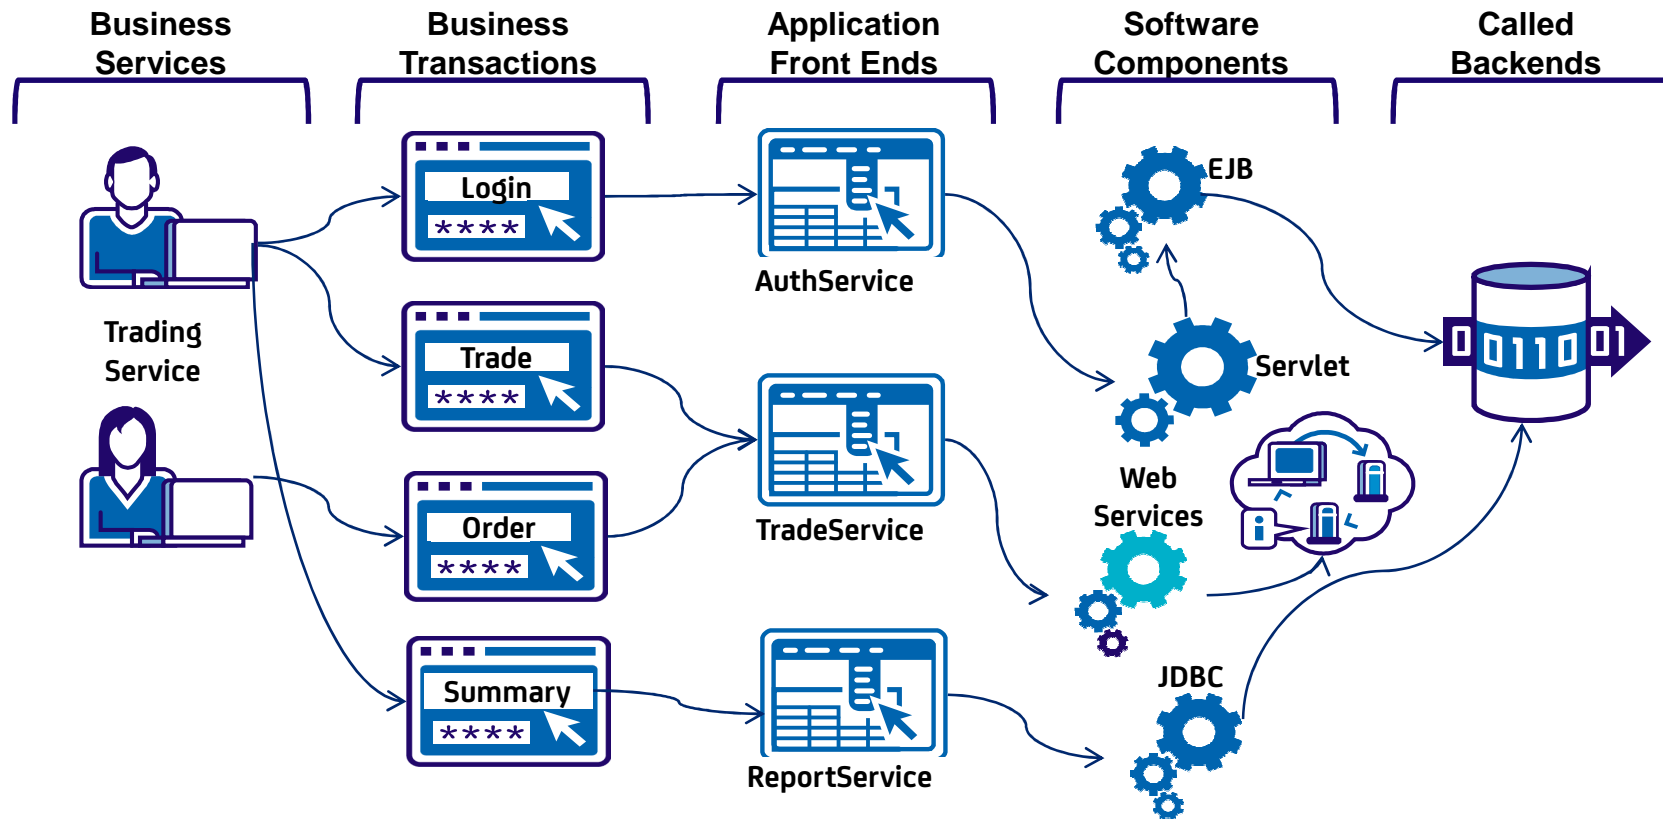 Business
Services
Business
Transactions
Application
Front Ends
Software
Components
Called
Backends
Login
****
AuthService
EJB
Trading
Service
Trade
****
Servlet
0 0110 01
Order
****
TradeService
Web
Services
i
Summary
****
ReportService
JDBC